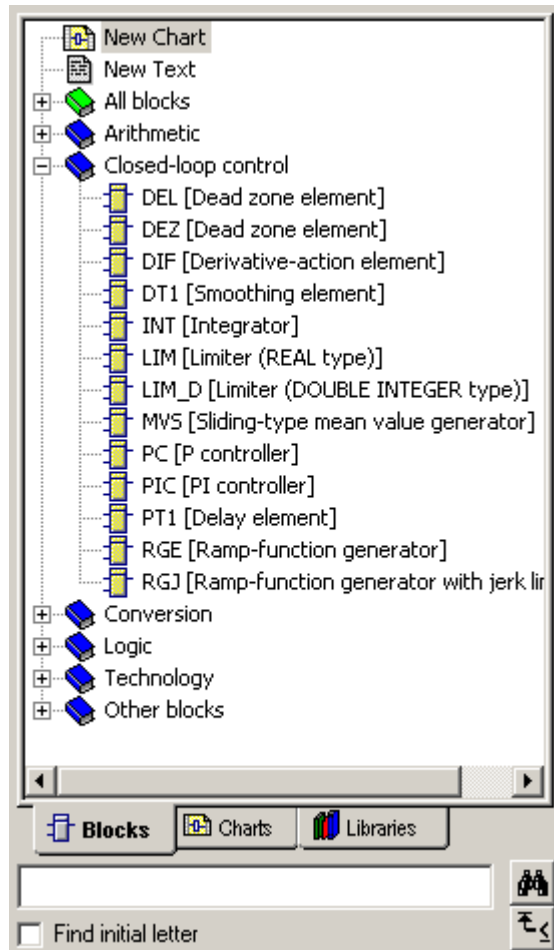 New Chart
New Text
All blocks
Arithmetic
Closed-loop control
DEL [Dead zone element]
DEZ [Dead zone element]
DIF [Derivative-action element]
DT1 [Smoothing element]
INT [Integrator]
LIM [Limiter (REAL type)]
LIM_D [Limiter (DOUBLE INTEGER type)]
MVS [Sliding-type mean value generator]
PC [P controller]
PIC [PI controller]
PT1 [Delay element]
RGE [Ramp-function generator]
RGJ [Ramp-function generator with jerk lir
Conversion
Logic
Technology
Other blocks
Blocks Charts Libraries
Find initial letter